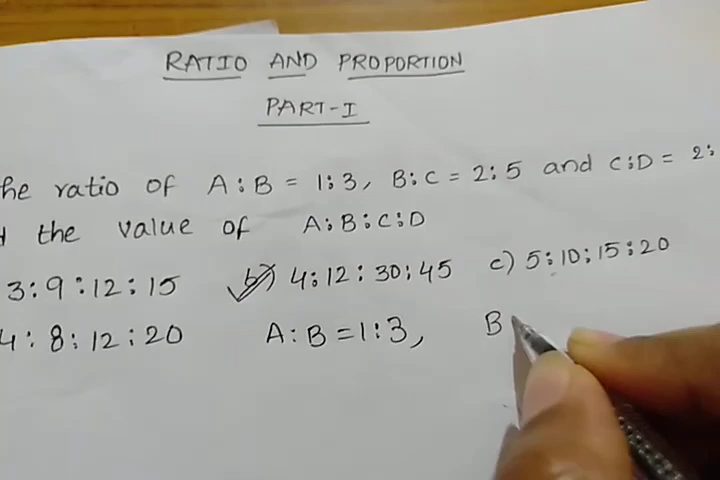 RATIO AND PROPORTION
PART-I
he ratio of A:B = 1:3, B:C = 2:5 and C:D = 2:
the value of A:B:C:D
3:9:12:15 b) 4:12:30:45 c) 5:10:15:20
4:8:12:20 A:B=1:3, B